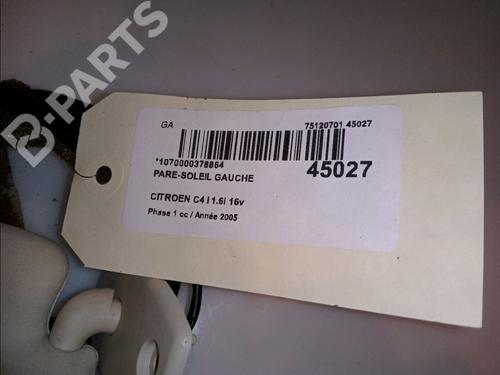 B-PARTS
GA 75120701 45027
*1070000378864 45027
PARE-SOLEIL GAUCHE
CITROEN C4 I 1.6i 16v
Phase 1 cc / Année 2005